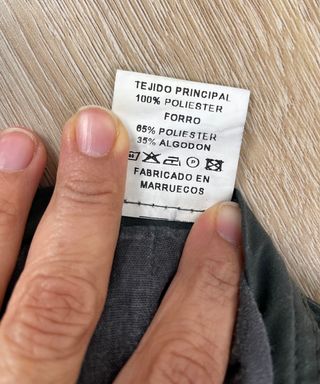 TEJIDO PRINCIPAL
100% POLIESTER
FORRO
65% POLIESTER
35% ALGODON
P
FABRICADO EN
MARRUECOS